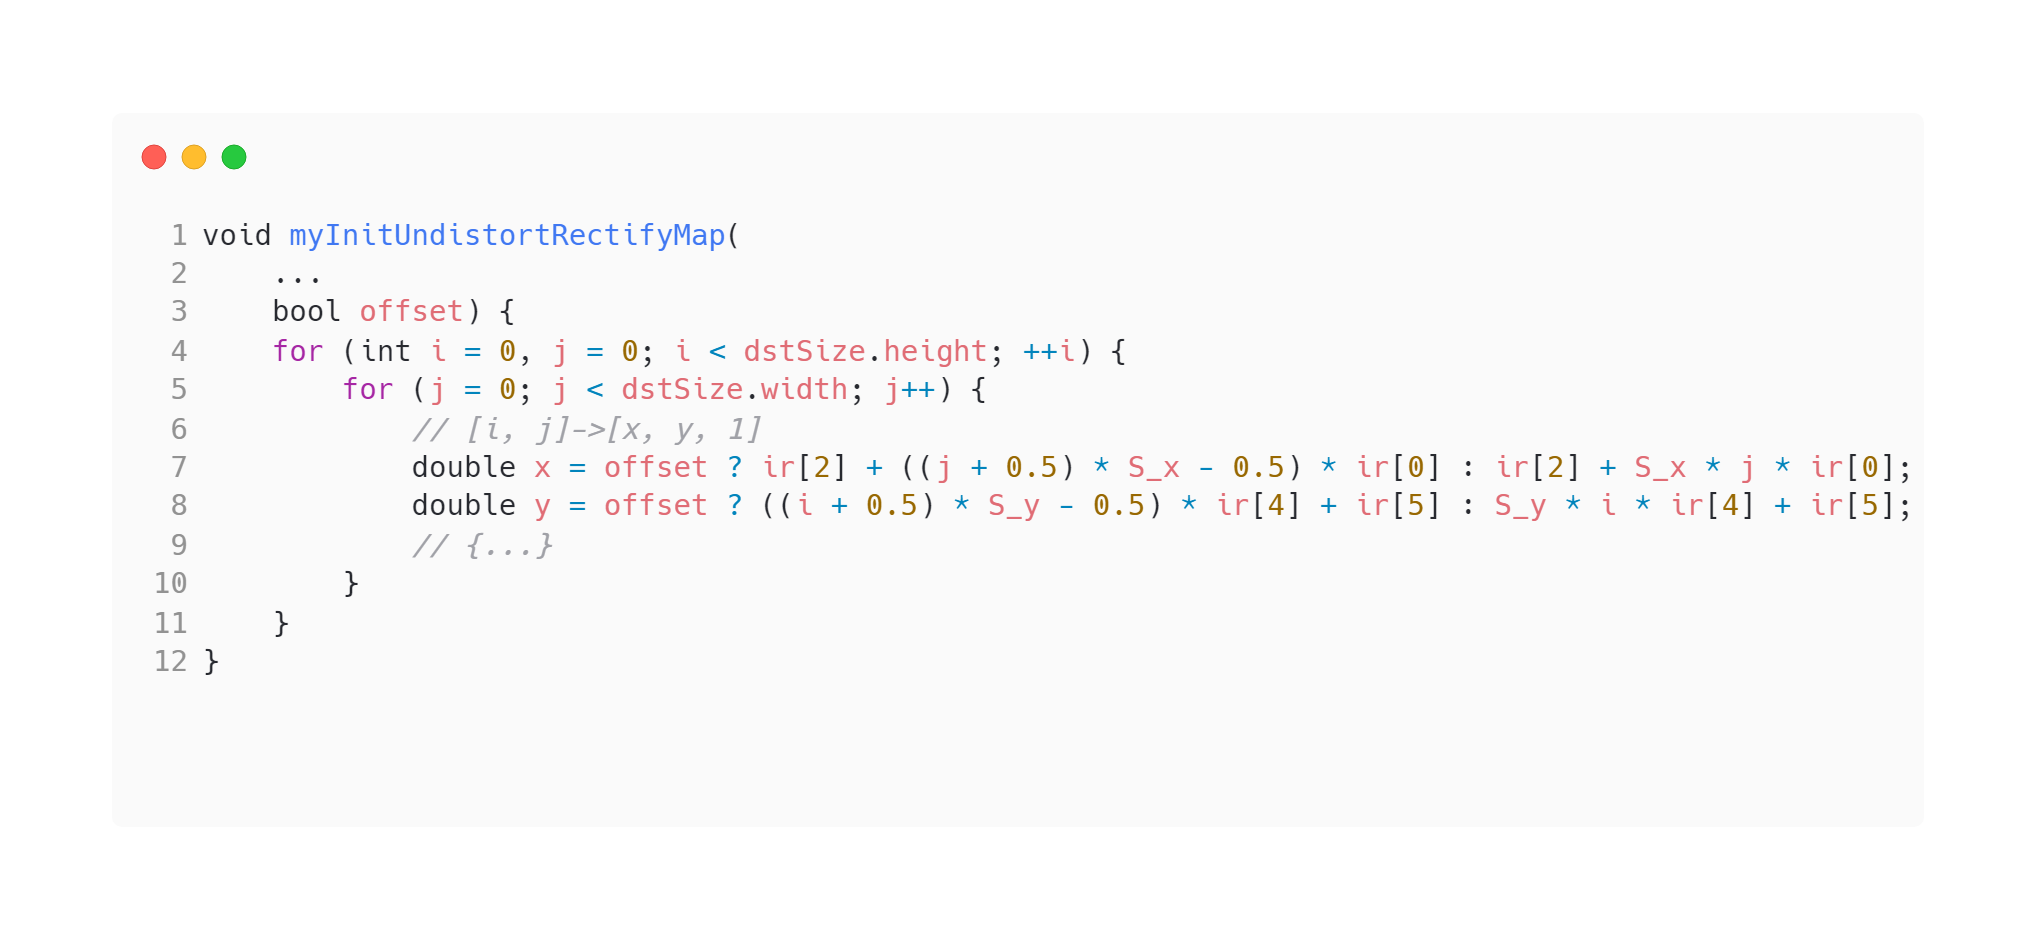 1 void myInitUndistortRectifyMap(
2     ...
3     bool offset) {
4     for (int i = 0, j = 0; i < dstSize.height; ++i) {
5         for (j = 0; j < dstSize.width; j++) {
6             // [i, j]->[x, y, 1]
7             double x = offset ? ir[2] + ((j + 0.5) * S_x - 0.5) * ir[0] : ir[2] + S_x * j * ir[0];
8             double y = offset ? ((i + 0.5) * S_y - 0.5) * ir[4] + ir[5] : S_y * i * ir[4] + ir[5];
9             // {...}
10         }
11     }
12 }